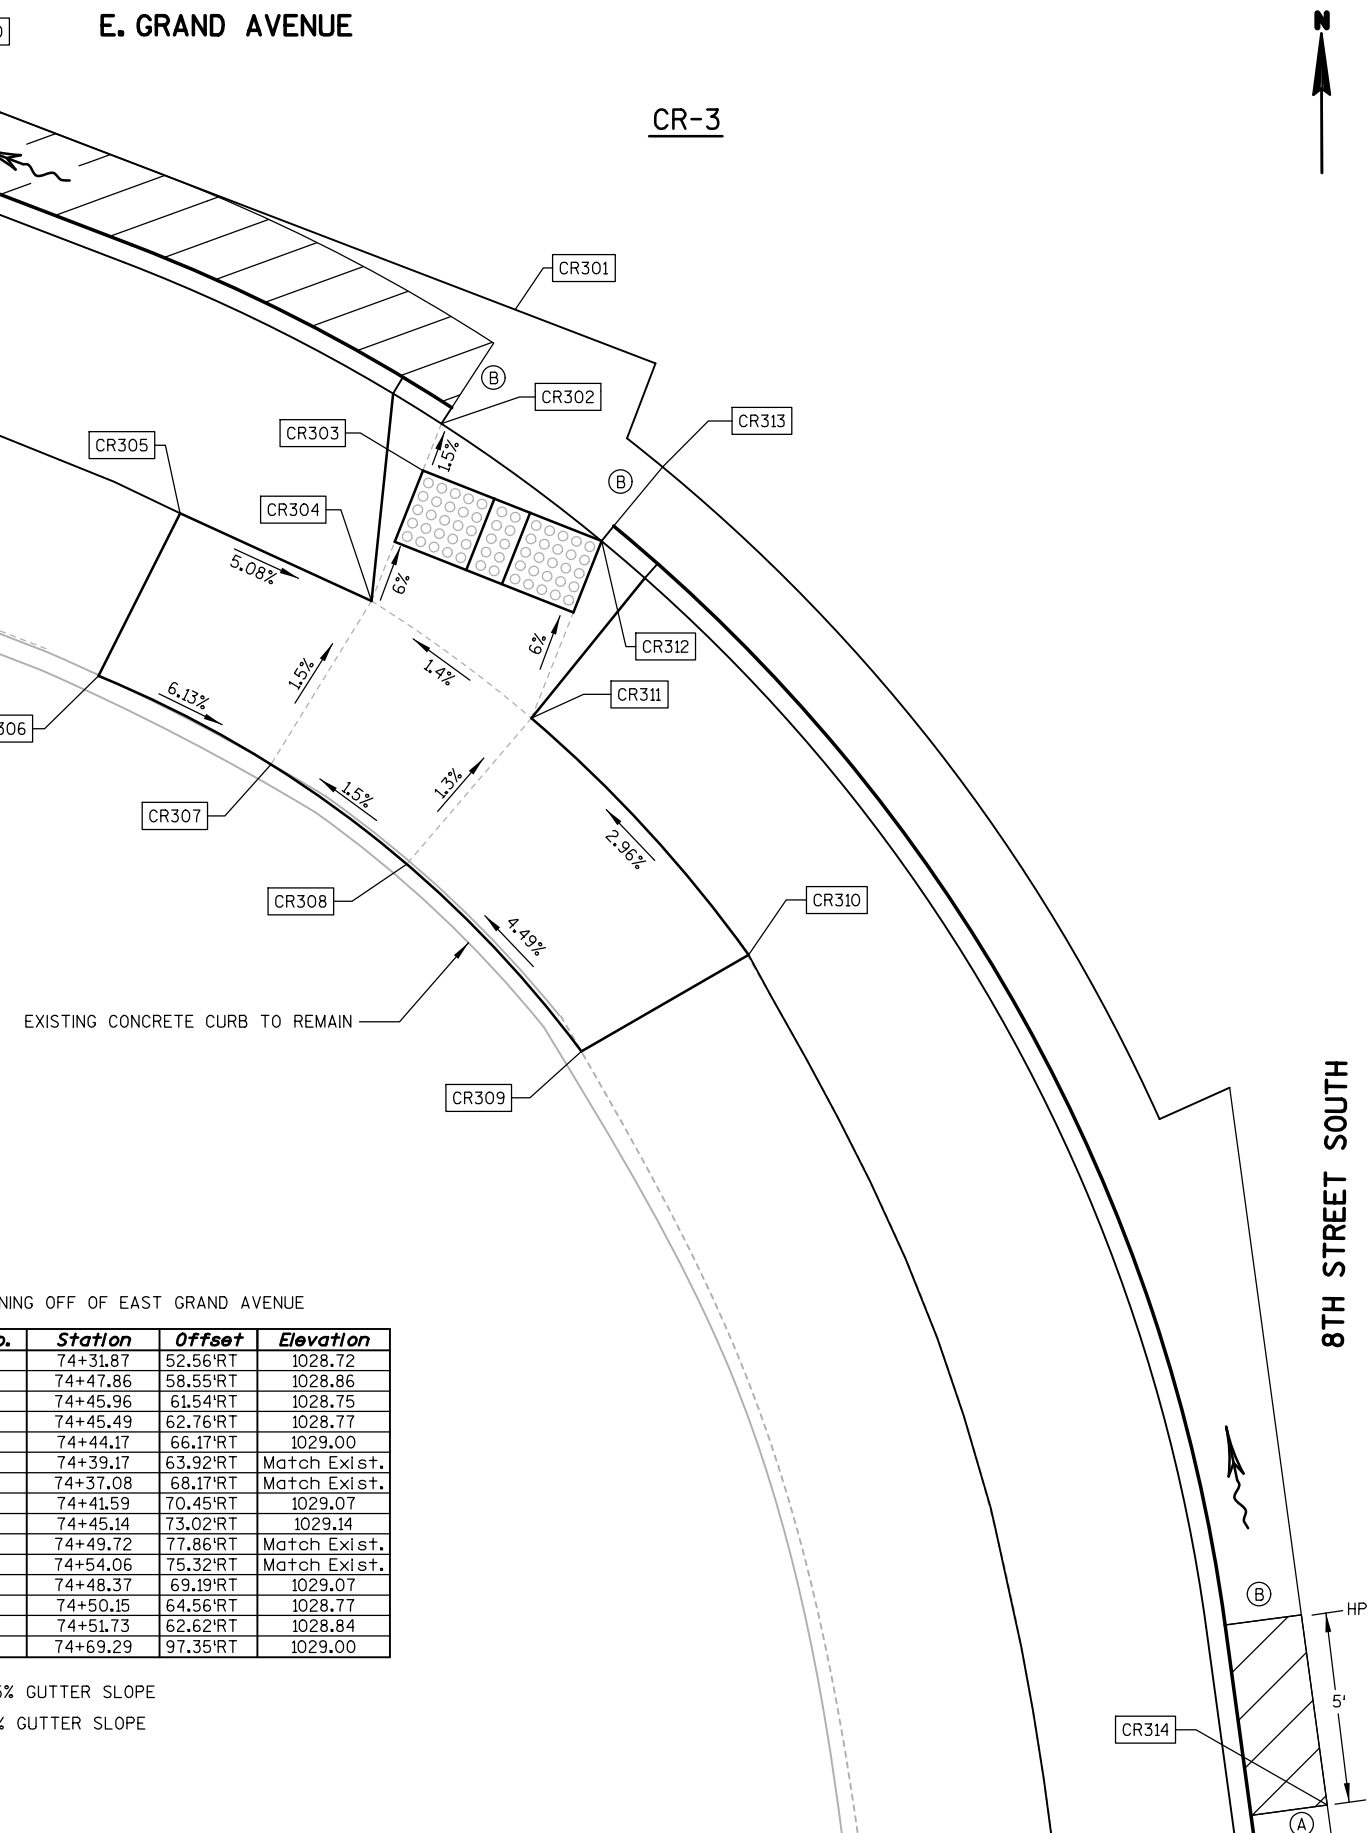 E. GRAND AVENUE
N
CR-3
CR301
B
CR302
CR303
CR313
CR305
1.5%
B
CR304
5.08%
6%
6%
CR312
1.4%
1.5%
CR311
6.13%
306
1.3%
1.5%
CR307
2.96%
CR308
CR310
4.49%
EXISTING CONCRETE CURB TO REMAIN
CR309
8TH STREET SOUTH
NING OFF OF EAST GRAND AVENUE
o. Station Offset Elevation
74+31.87 52.56'RT 1028.72
74+47.86 58.55'RT 1028.86
74+45.96 61.54'RT 1028.75
74+45.49 62.76'RT 1028.77
74+44.17 66.17'RT 1029.00
74+39.17 63.92'RT Match Exist.
74+37.08 68.17'RT Match Exist.
74+41.59 70.45'RT 1029.07
74+45.14 73.02'RT 1029.14
74+49.72 77.86'RT Match Exist.
74+54.06 75.32'RT Match Exist.
74+48.37 69.19'RT 1029.07
74+50.15 64.56'RT 1028.77
74+51.73 62.62'RT 1028.84
74+69.29 97.35'RT 1029.00
B
HP
% GUTTER SLOPE
5'
% GUTTER SLOPE
CR314
A